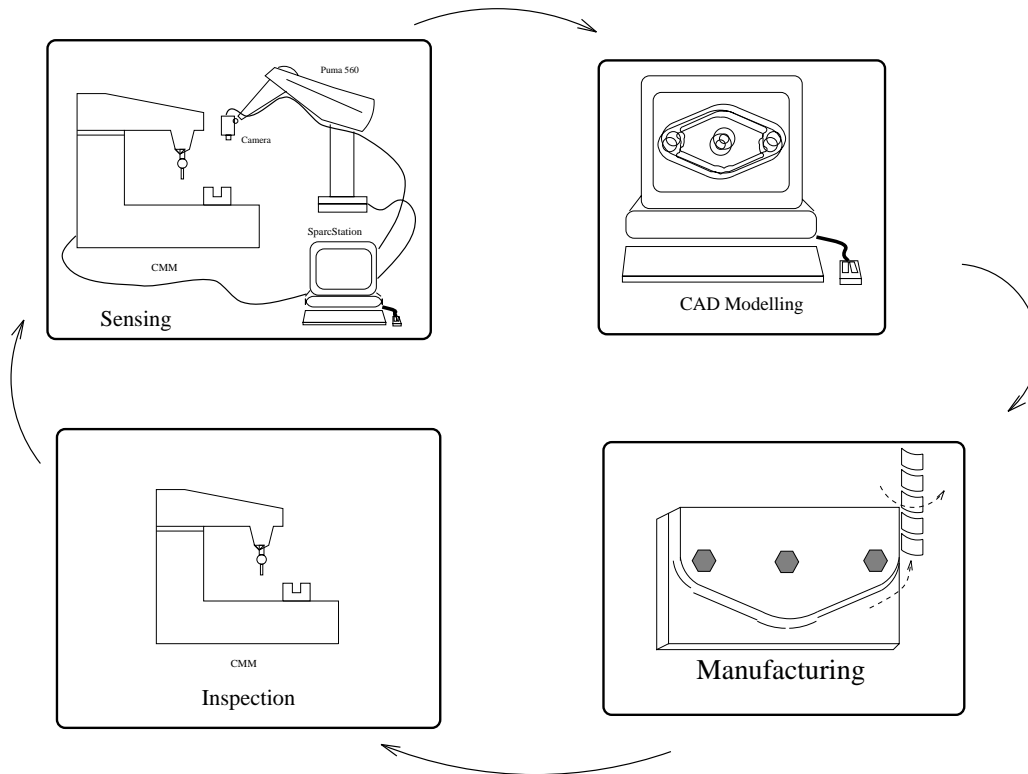 Puma 560
Camera
SparcStation
CMM
Sensing
CAD Modelling
CMM
Inspection
Manufacturing